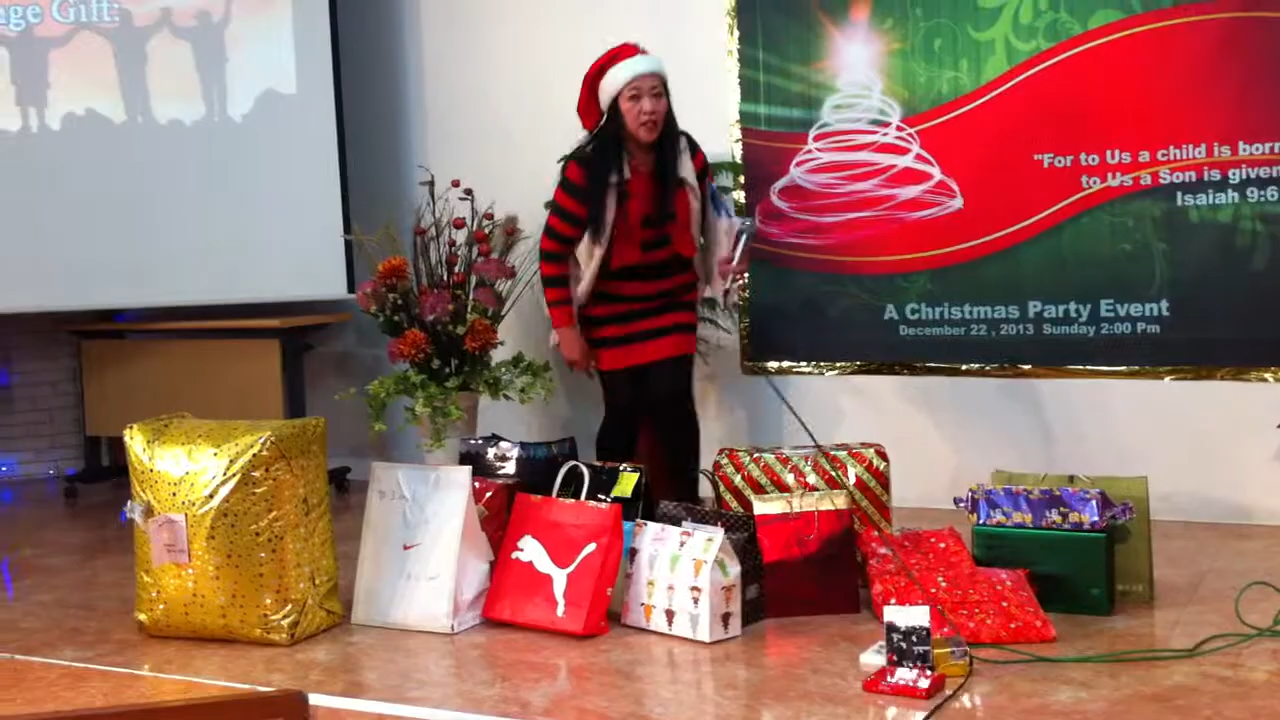 nge Gift:
"For to Us a child is born
to Us a Son is given
Isaiah 9:6
A Christmas Party Event
December 22 , 2013 Sunday 2:00 Pm